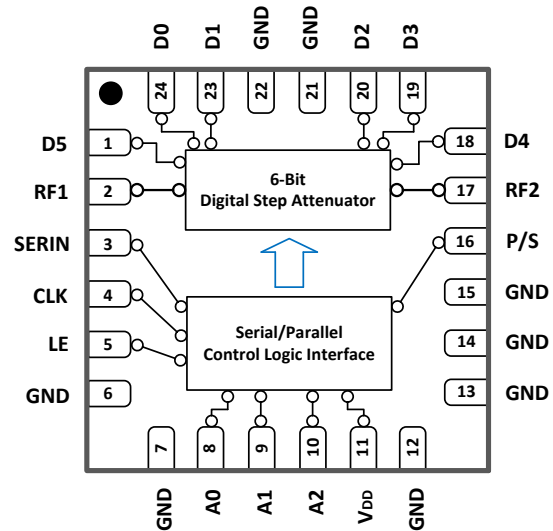 D0 D1 GND GND D2 D3
24 23 22 21 20 19
D5 1 18 D4
6-Bit
RF1 2 Digital Step Attenuator 17 RF2
SERIN 3 16 P/S
CLK 4 15 GND
Serial/Parallel
LE 5 Control Logic Interface 14 GND
GND 6 13 GND
7 8 9 10 11 12
GND A0 A1 A2 VDD GND